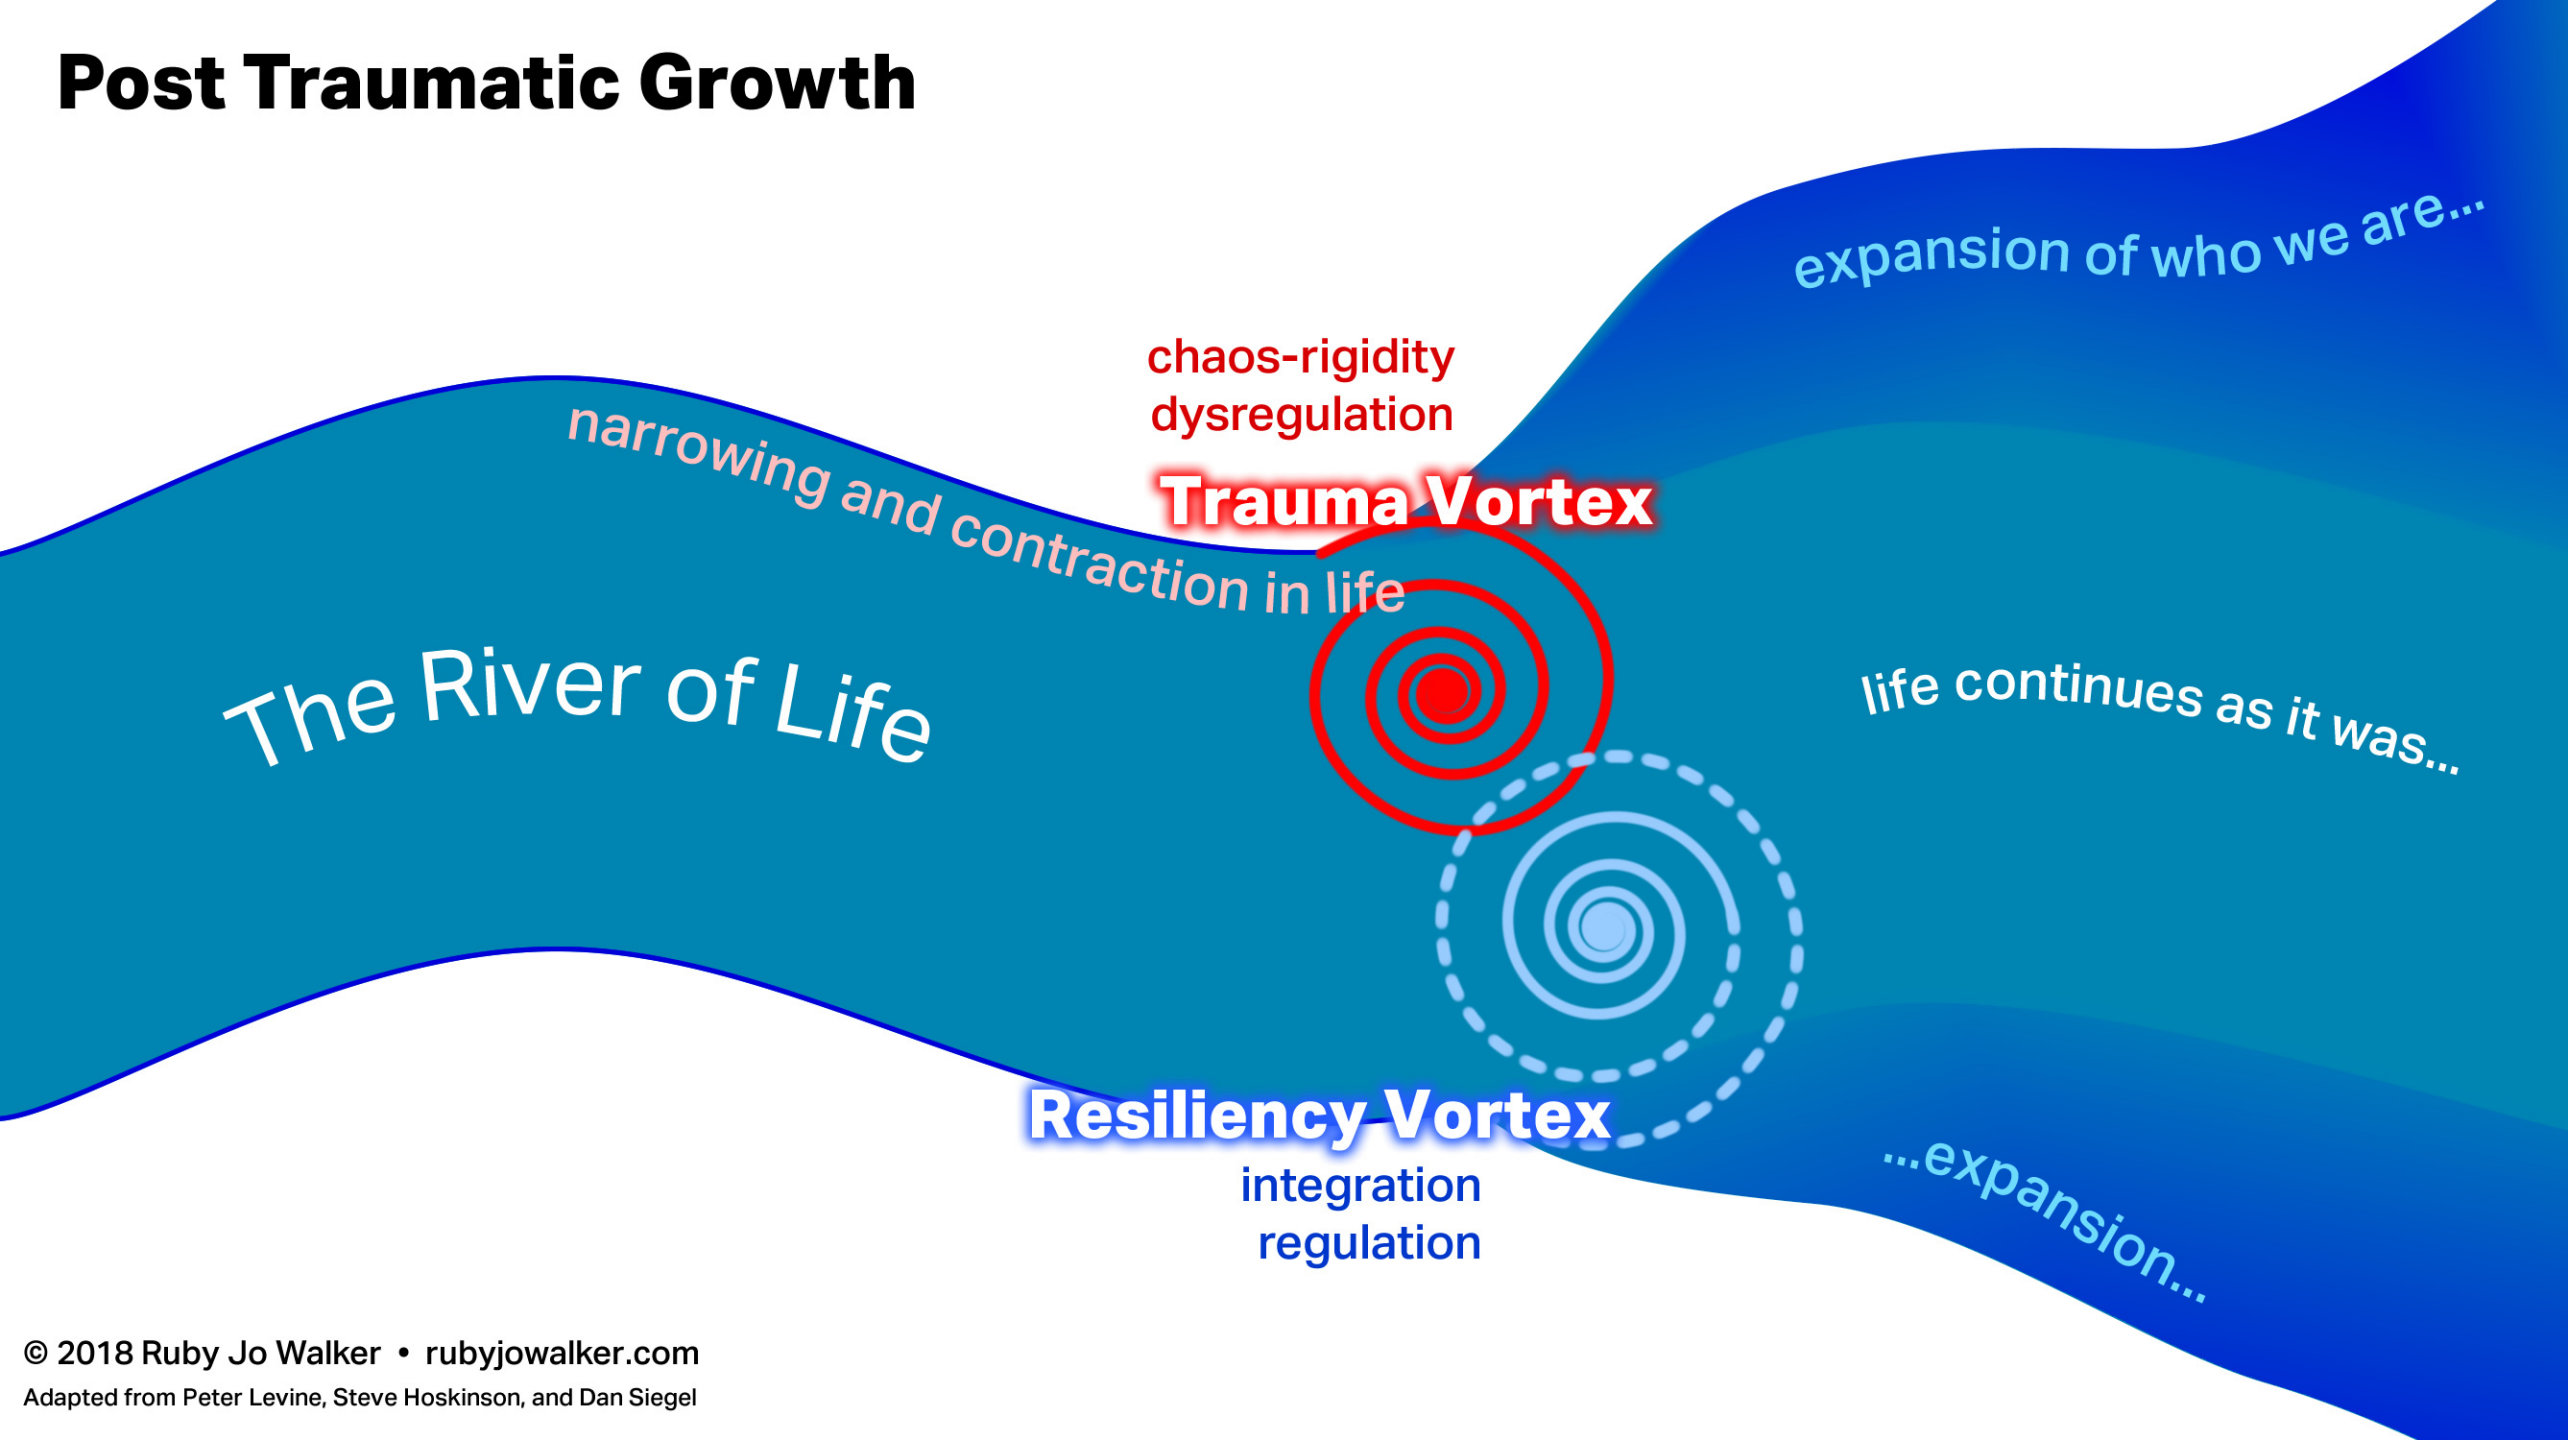 Post Traumatic Growth
expansion of who we are...
chaos-rigidity
dysregulation
Trauma Vortex
narrowing and contraction in life
The River of Life
life continues as it was...
Resiliency Vortex
integration
regulation
...expansion...
© 2018 Ruby Jo Walker • rubyjowalker.com
Adapted from Peter Levine, Steve Hoskinson, and Dan Siegel